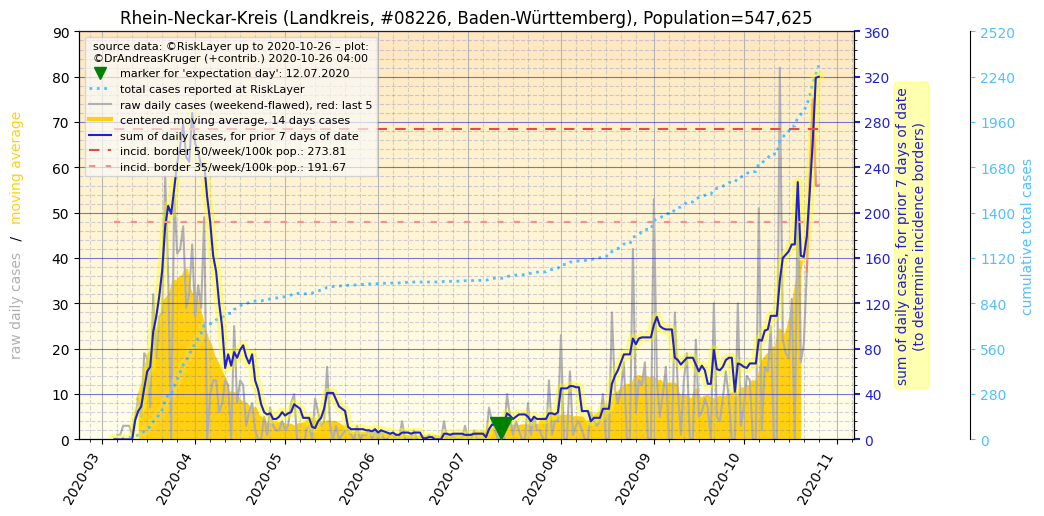 Rhein-Neckar-Kreis (Landkreis, #08226, Baden-Württemberg), Population=547,625
source data: ©RiskLayer up to 2020-10-26 – plot:
©DrAndreasKruger (+contrib.) 2020-10-26 04:00
marker for 'expectation day': 12.07.2020
total cases reported at RiskLayer
raw daily cases (weekend-flawed), red: last 5
centered moving average, 14 days cases
sum of daily cases, for prior 7 days of date
incid. border 50/week/100k pop.: 273.81
incid. border 35/week/100k pop.: 191.67
raw daily cases / moving average
90
80
70
60
50
40
30
20
10
0
2020-03
2020-04
2020-05
2020-06
2020-07
2020-08
2020-09
2020-10
2020-11
360
320
280
240
200
160
120
80
40
0
sum of daily cases, for prior 7 days of date
(to determine incidence borders)
2520
2240
1960
1680
1400
1120
840
560
280
0
cumulative total cases